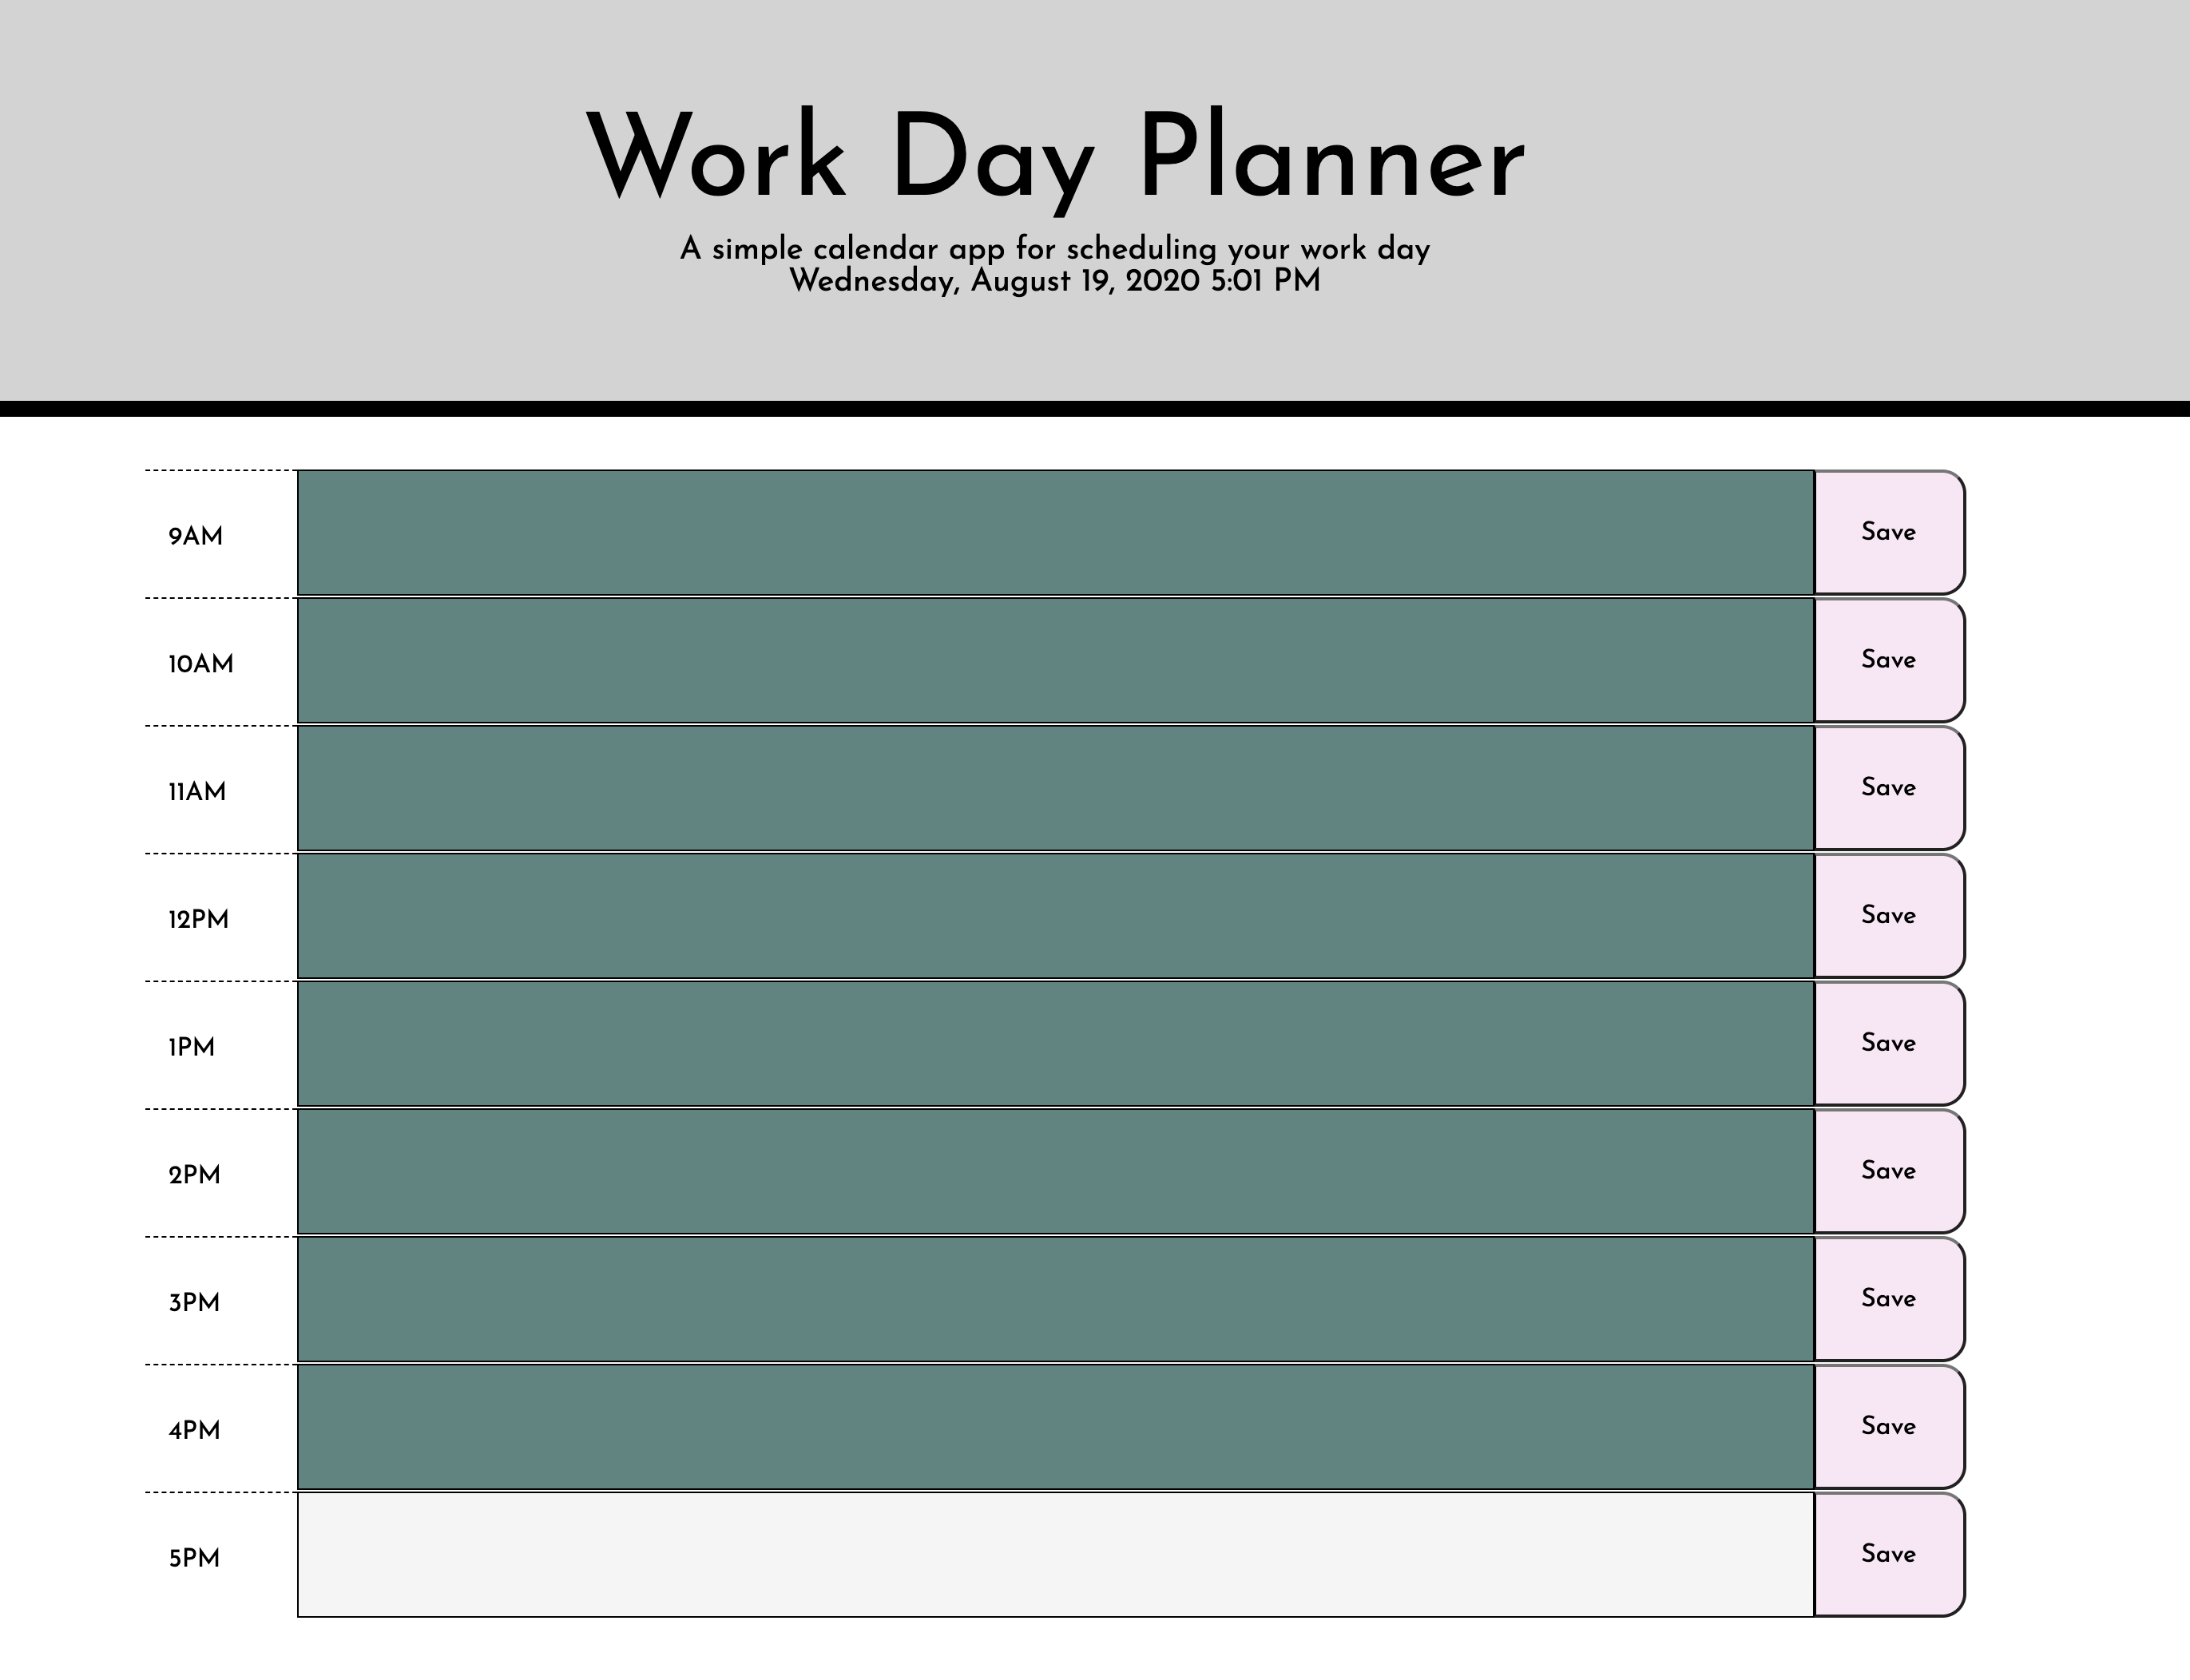 Work Day Planner
A simple calendar app for scheduling your work day
Wednesday, August 19, 2020 5:01 PM
9AM
Save
10AM
Save
11AM
Save
12PM
Save
1PM
Save
2PM
Save
3PM
Save
4PM
Save
5PM
Save